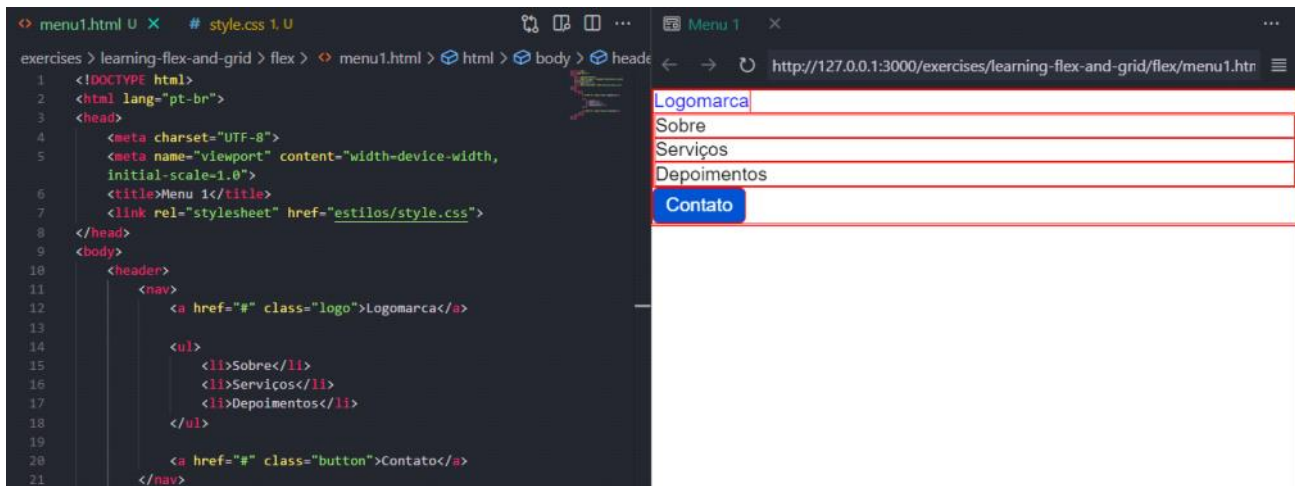 menu1.html U
# style.css 1, U
exercises > learning-flex-and-grid > flex > <> menu1.html > html > body > heade
1 <!DOCTYPE html>
2 <html lang="pt-br">
3 <head>
4 <meta charset="UTF-8">
5 <meta name="viewport" content="width=device-width,
initial-scale=1.0">
6 <title>Menu 1</title>
7 <link rel="stylesheet" href="estilos/style.css">
8 </head>
9 <body>
10 <header>
11 <nav>
12 <a href="#" class="logo">Logomarca</a>
13
14 <ul>
15 <li>Sobre</li>
16 <li>Serviços</li>
17 <li>Depoimentos</li>
18 </ul>
19
20 <a href="#" class="button">Contato</a>
21 </nav>
Menu 1
http://127.0.0.1:3000/exercises/learning-flex-and-grid/flex/menu1.htn
Logomarca
Sobre
Serviços
Depoimentos
Contato